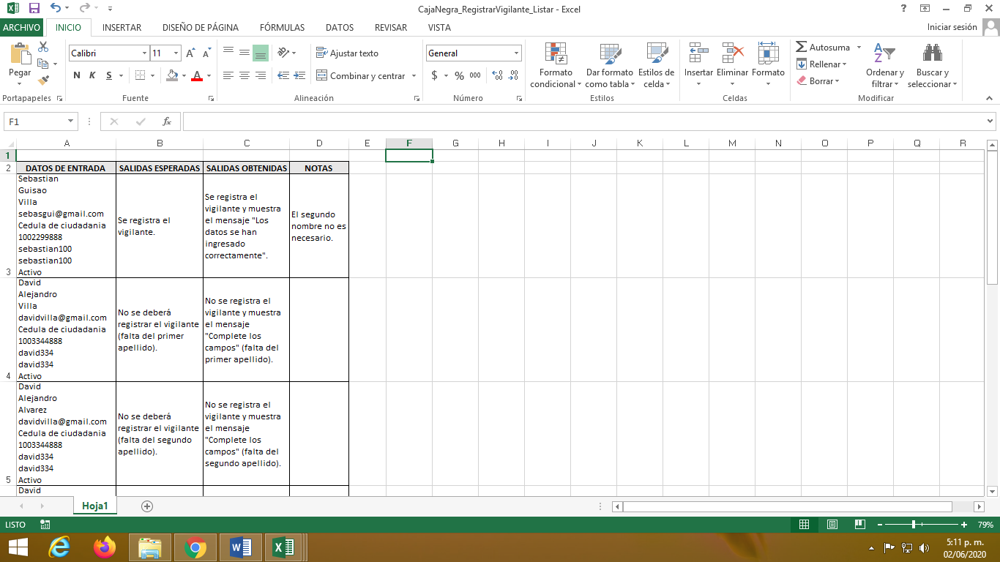 CajaNegra_RegistrarVigilante_Listar - Excel
ARCHIVO INICIO INSERTAR DISEÑO DE PÁGINA FÓRMULAS DATOS REVISAR VISTA Iniciar sesión
Pegar
Portapapeles
Calibri 11
N K S
Fuente
Ajustar texto
Combinar y centrar
Alineación
General
$ % 000
Número
Formato condicional
Dar formato como tabla
Estilos de celda
Estilos
Insertar Eliminar Formato
Celdas
Autosuma
Rellenar
Borrar
Ordenar y filtrar
Buscar y seleccionar
Modificar
F1
fx
A B C D E F G H I J K L M N O P Q R
1
2 DATOS DE ENTRADA SALIDAS ESPERADAS SALIDAS OBTENIDAS NOTAS
3
Sebastian
Guisao
Villa
sebasgui@gmail.com
Cedula de ciudadania
1002299888
sebastian100
sebastian100
Activo
Se registra el
vigilante.
Se registra el
vigilante y muestra
el mensaje "Los
datos se han
ingresado
correctamente".
El segundo
nombre no es
necesario.
4
David
Alejandro
Villa
davidvilla@gmail.com
Cedula de ciudadania
1003344888
david334
david334
Activo
No se deberá
registrar el vigilante
(falta del primer
apellido).
No se registra el
vigilante y muestra
el mensaje
"Complete los
campos" (falta del
primer apellido).
5
David
Alejandro
Alvarez
davidvilla@gmail.com
Cedula de ciudadania
1003344888
david334
david334
Activo
No se deberá
registrar el vigilante
(falta del segundo
apellido).
No se registra el
vigilante y muestra
el mensaje
"Complete los
campos" (falta del
segundo apellido).
David
Hoja1
LISTO
79%
5:11 p. m.
02/06/2020